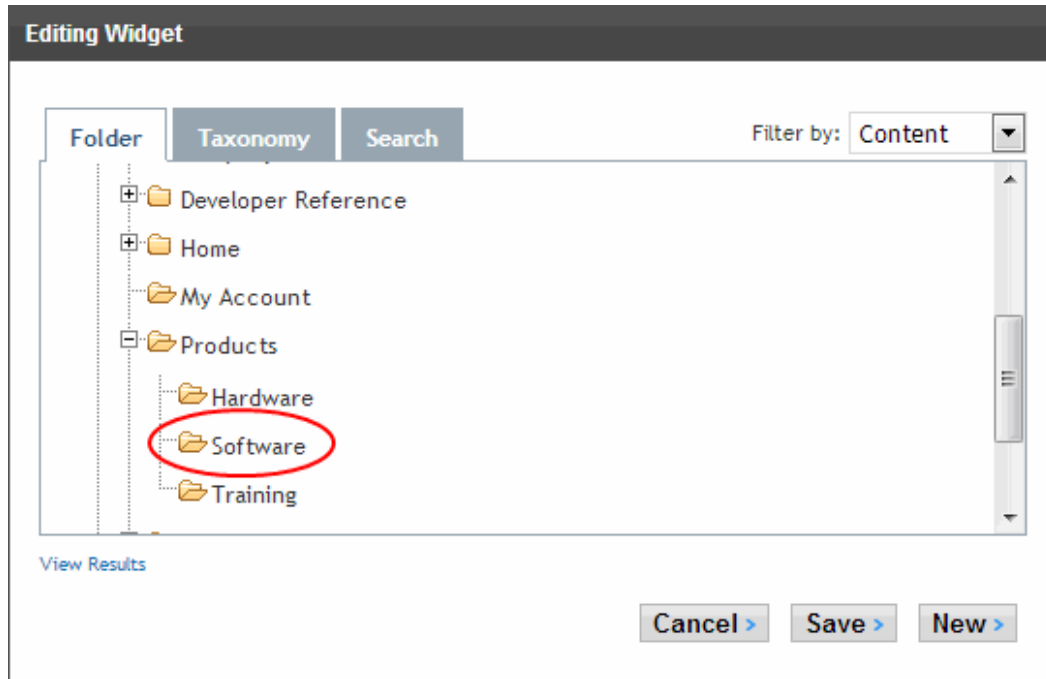 Editing Widget
Folder Taxonomy Search Filter by: Content
Developer Reference
Home
My Account
Products
Hardware
Software
Training
View Results
Cancel > Save > New >